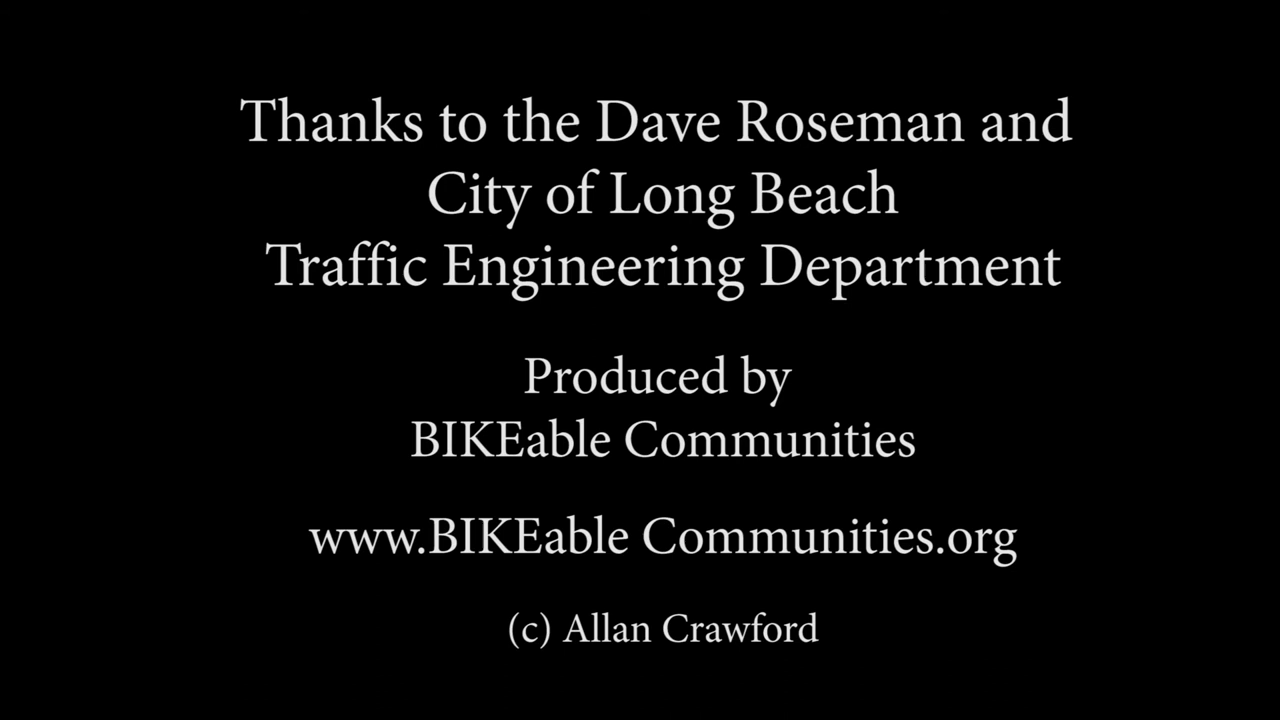 Thanks to the Dave Roseman and
City of Long Beach
Traffic Engineering Department
Produced by
BIKEable Communities
www.BIKEable Communities.org
(c) Allan Crawford